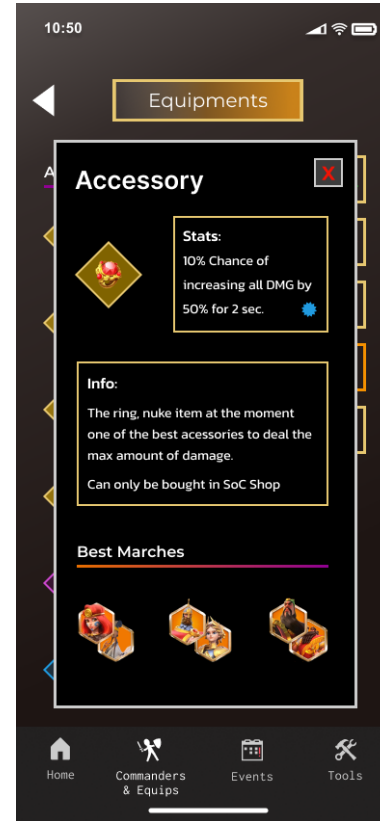 10:50
Equipments
A
Accessory
X
Stats:
10% Chance of
increasing all DMG by
50% for 2 sec.
Info:
The ring, nuke item at the moment
one of the best acessories to deal the
max amount of damage.
Can only be bought in SoC Shop
Best Marches
Home
Commanders
& Equips
Events
Tools